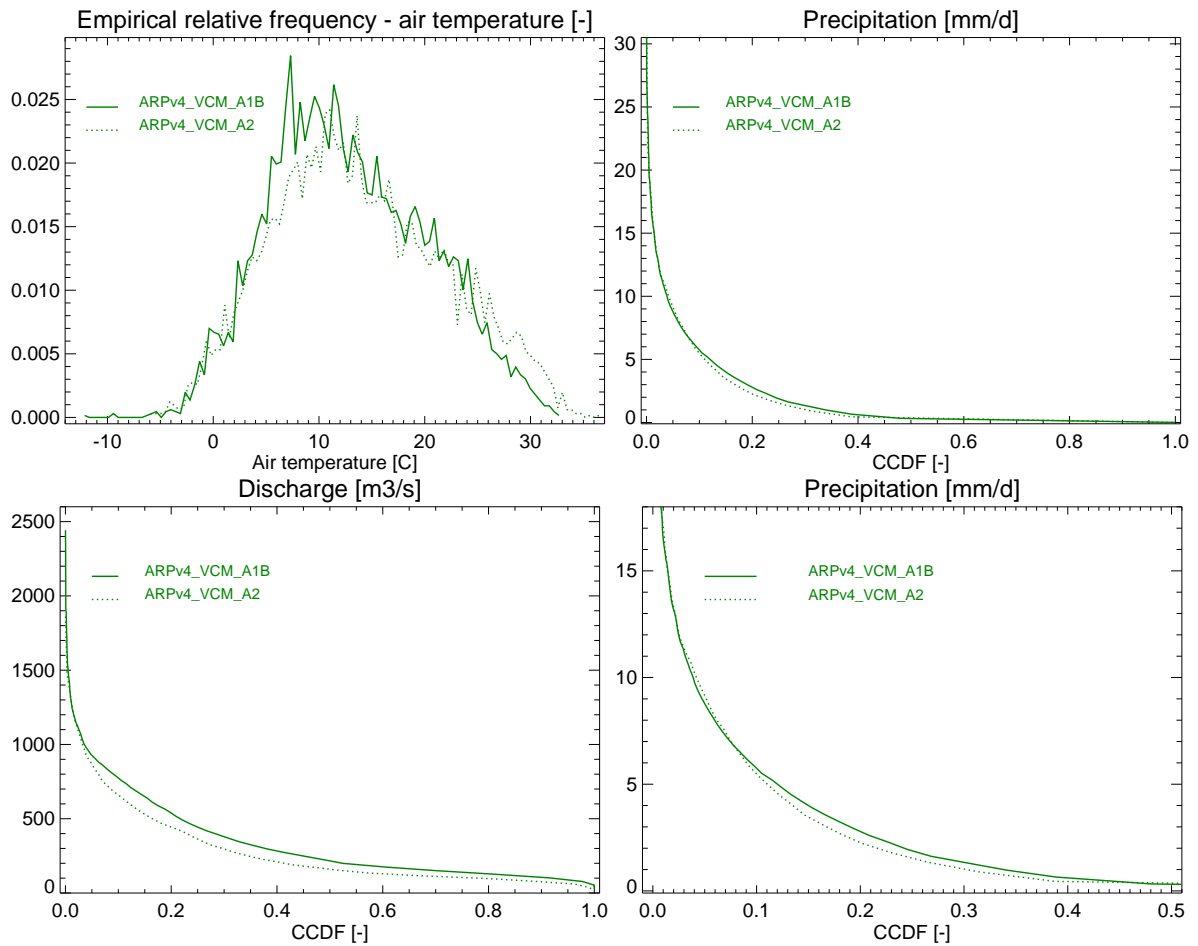 Empirical relative frequency - air temperature [-]
0.025
0.020
0.015
0.010
0.005
0.000
ARPv4_VCM_A1B
ARPv4_VCM_A2
-10 0 10 20 30
Air temperature [C]
Precipitation [mm/d]
30
25
20
15
10
5
0
ARPv4_VCM_A1B
ARPv4_VCM_A2
0.0 0.2 0.4 0.6 0.8 1.0
CCDF [-]
Discharge [m3/s]
2500
2000
1500
1000
500
0
ARPv4_VCM_A1B
ARPv4_VCM_A2
0.0 0.2 0.4 0.6 0.8 1.0
CCDF [-]
Precipitation [mm/d]
15
10
5
0
ARPv4_VCM_A1B
ARPv4_VCM_A2
0.0 0.1 0.2 0.3 0.4 0.5
CCDF [-]